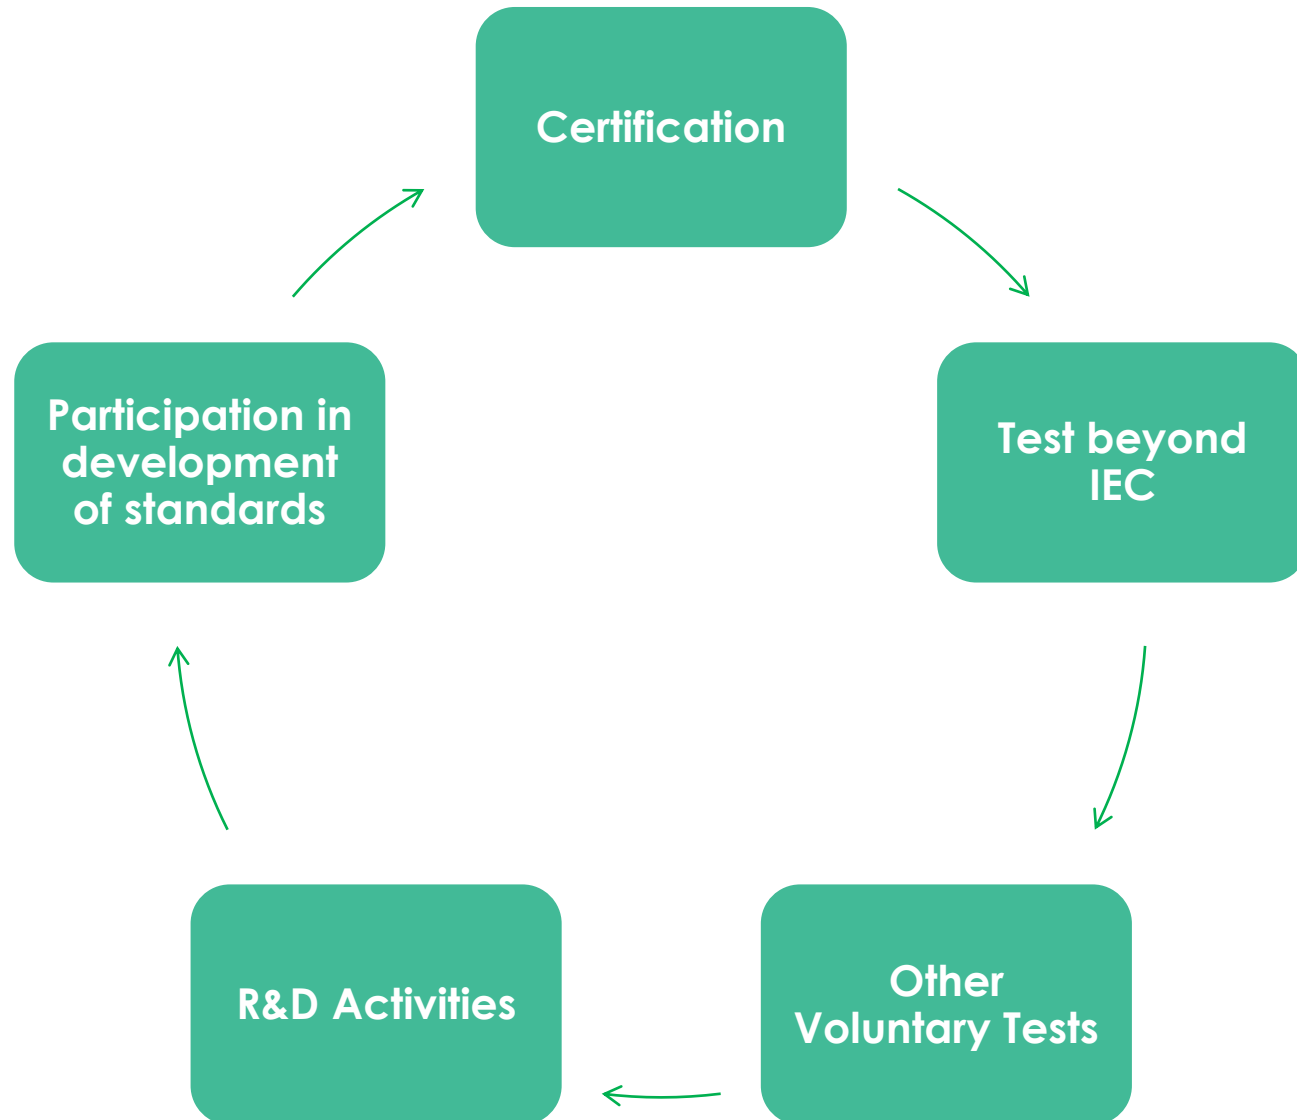 Certification
Test beyond
IEC
Other
Voluntary Tests
R&D Activities
Participation in
development
of standards